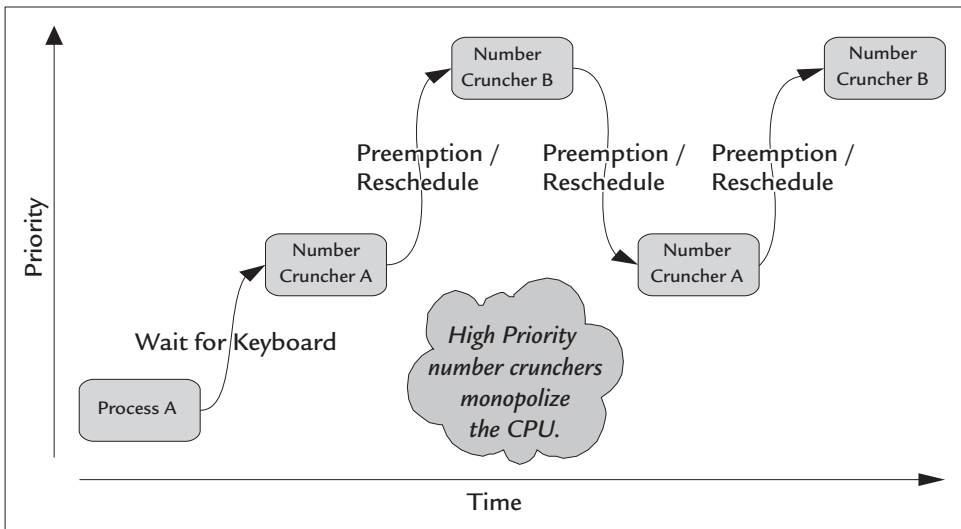 Number
Cruncher B
Number
Cruncher B
Preemption /
Reschedule
Preemption /
Reschedule
Preemption /
Reschedule
Priority
Number
Cruncher A
Number
Cruncher A
Wait for Keyboard
High Priority
number crunchers
monopolize
the CPU.
Process A
Time